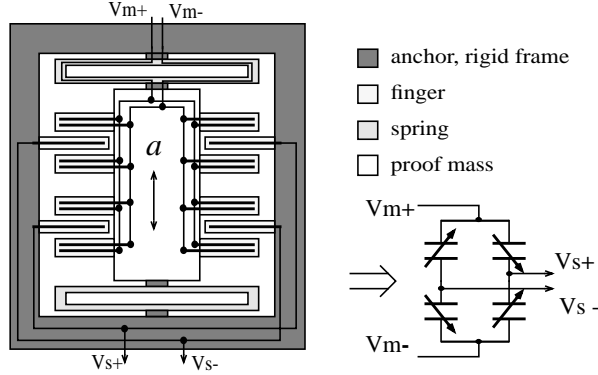 Vm+ Vm-
anchor, rigid frame
finger
spring
proof mass
a
Vm+
Vs+
Vs -
Vm-
Vs+ Vs-